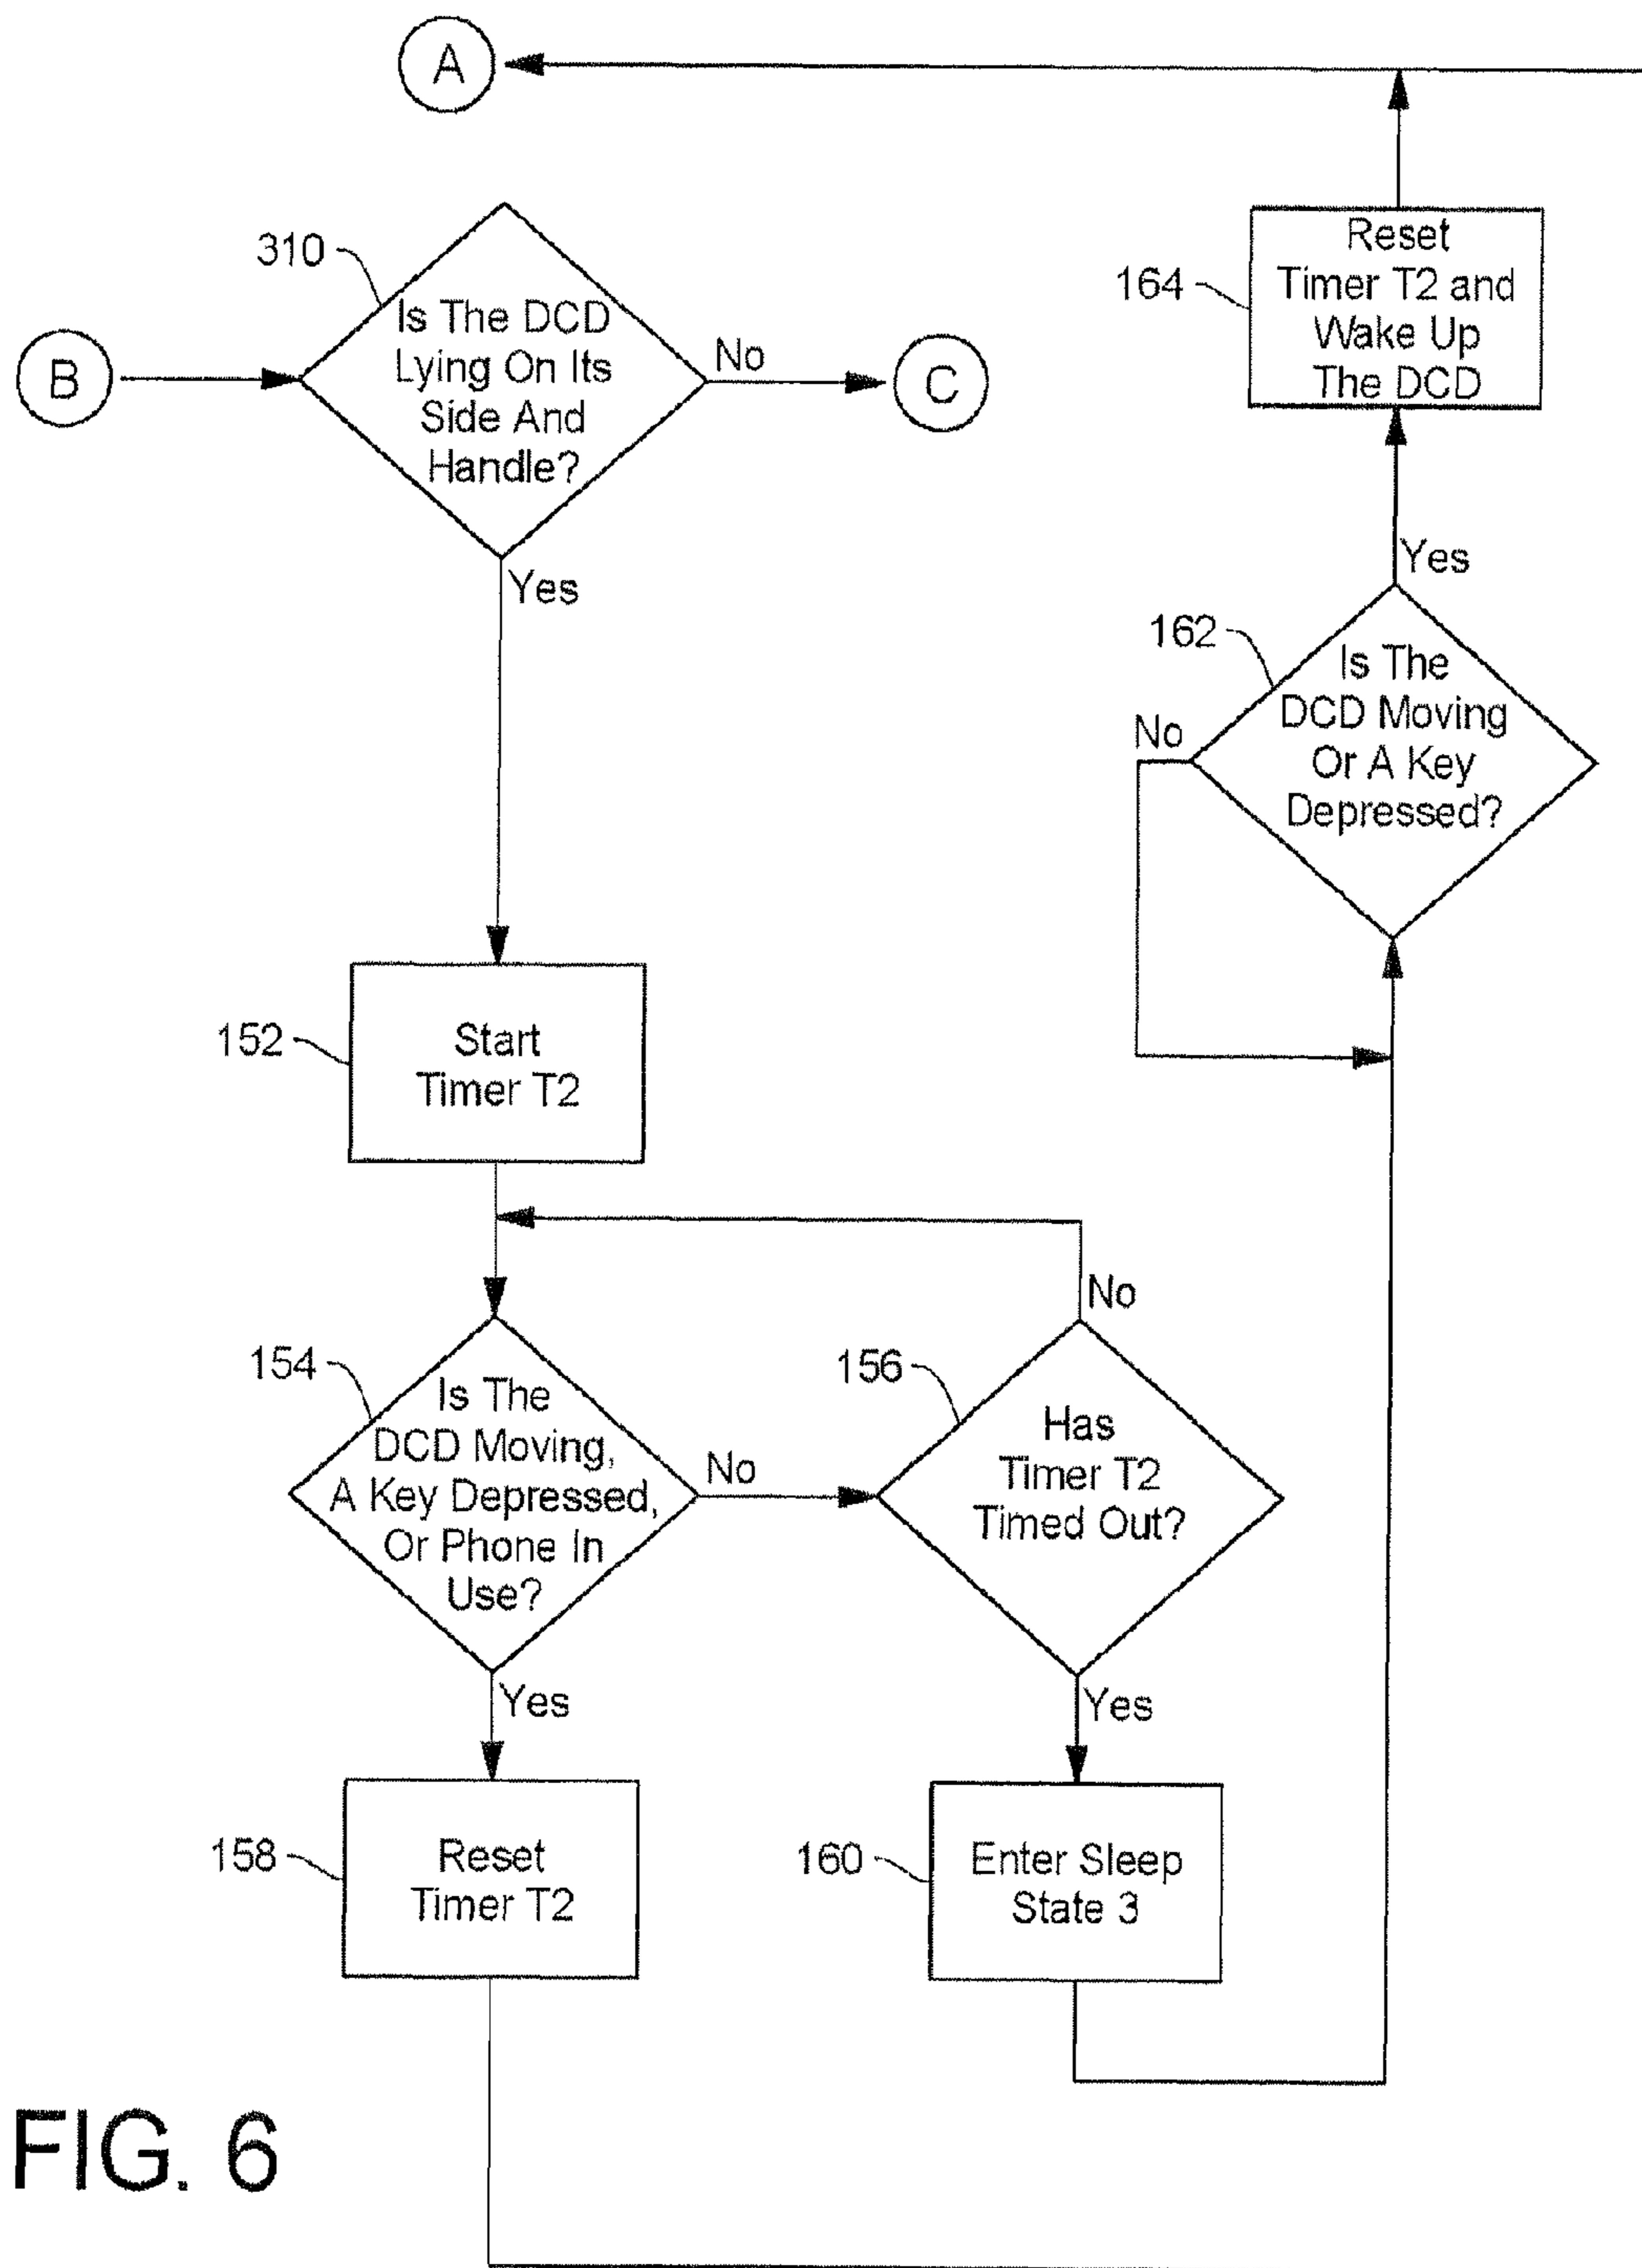 A
310
Is The DCD
Lying On Its
Side And
Handle?
No
B
C
Yes
Reset
Timer T2 and
Wake Up
The DCD
164
Yes
162
Is The
DCD Moving
Or A Key
Depressed?
No
152
Start
Timer T2
No
154
Is The
DCD Moving,
A Key Depressed,
Or Phone In
Use?
No
156
Has
Timer T2
Timed Out?
Yes
Yes
158
Reset
Timer T2
160
Enter Sleep
State 3
FIG. 6